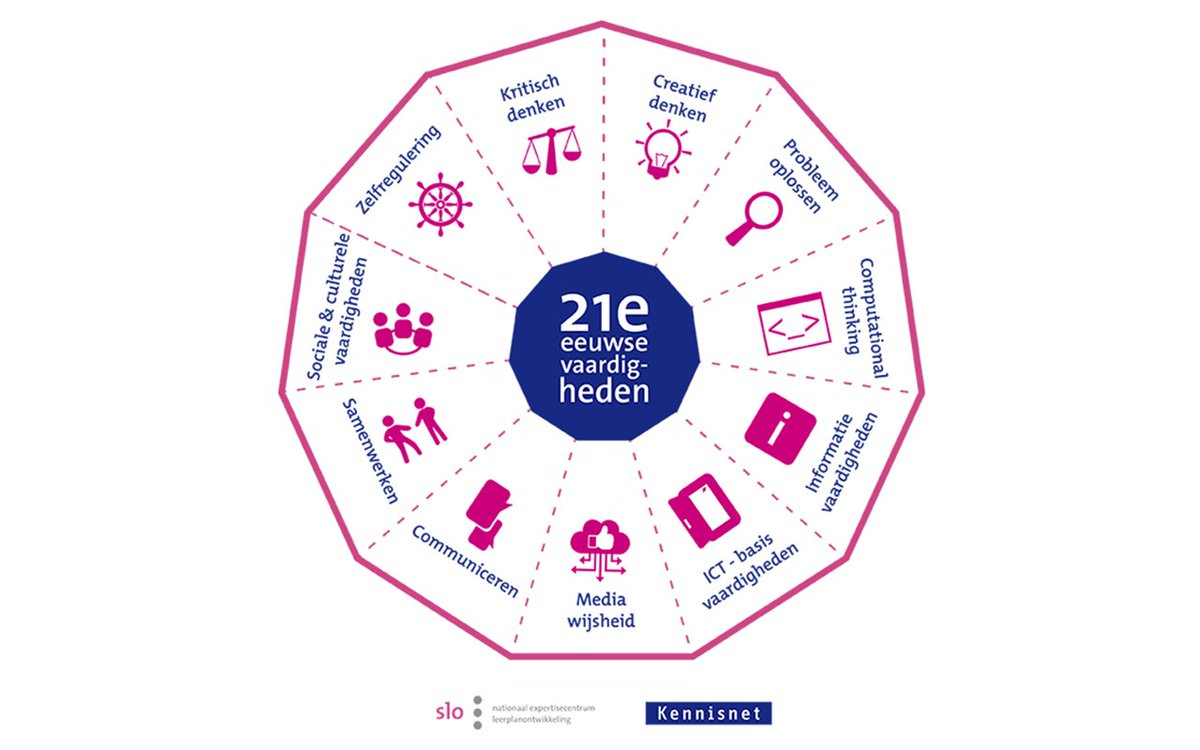 Kritisch
denken
Creatief
denken
Probleem
oplossen
Computational
thinking
Informatie
vaardigheden
ICT - basis
vaardigheden
Media
wijsheid
Communiceren
Samenwerken
Sociale & culturele
vaardigheden
Zelfregulering
21e
eeuwse
vaardig-
heden
i
slo
nationaal expertisecentrum
leerplanontwikkeling
Kennisnet